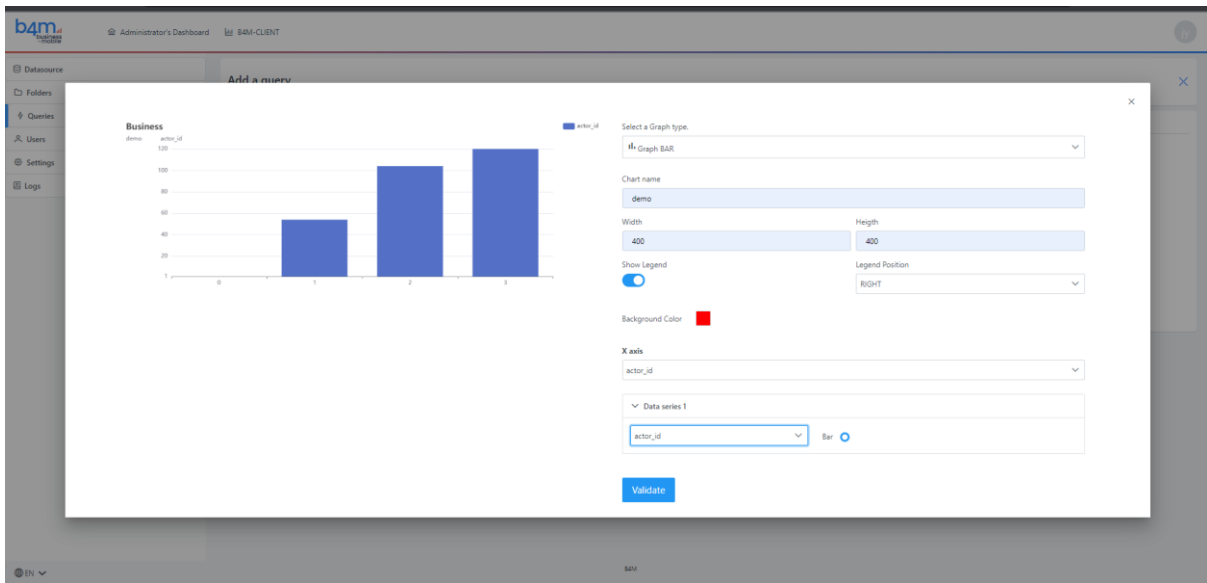 b4m
business
-mobile
Administrator's Dashboard
B4M-CLIENT
jy
Datasource
Folders
Queries
Users
Settings
Logs
Add a query
Business
demo actor_id
actor_id
120
100
80
60
40
20
1
0 1 2 3
Select a Graph type.
Graph BAR
Chart name
demo
Width Heigth
400 400
Show Legend Legend Position
RIGHT
Background Color
X axis
actor_id
Data series 1
actor_id Bar
Validate
EN
B4M